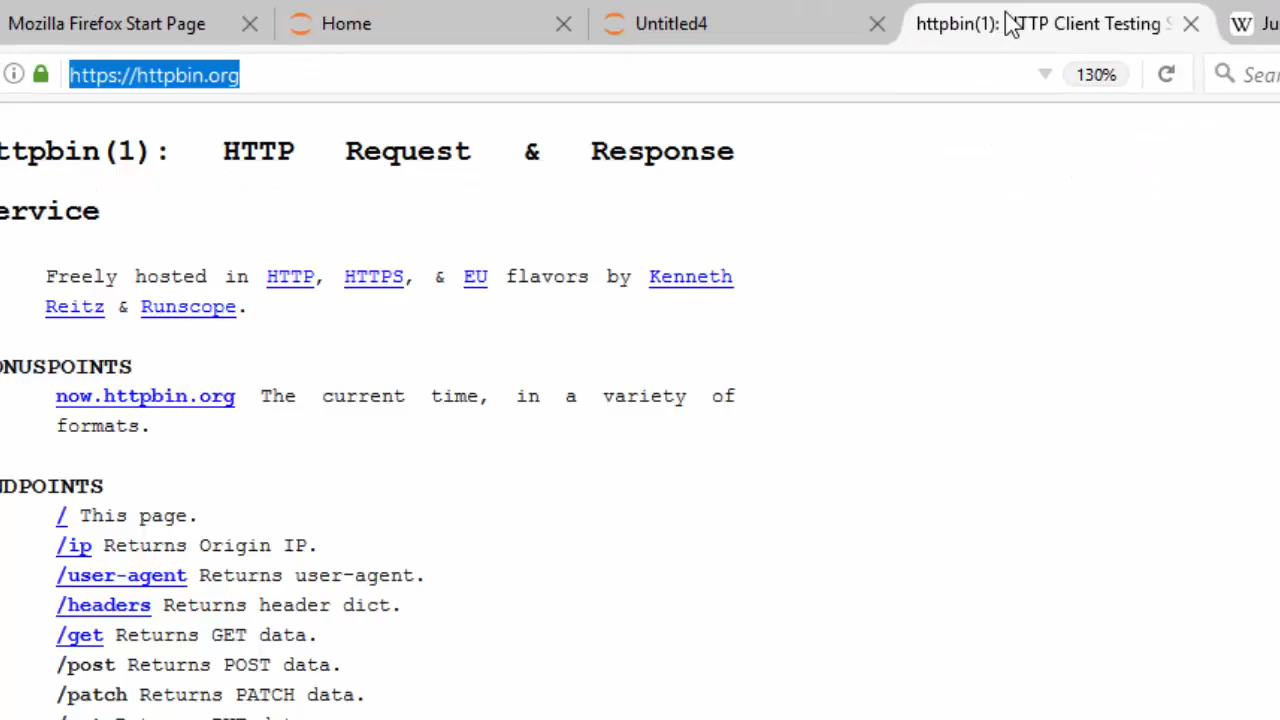 Mozilla Firefox Start Page Home Untitled4 httpbin(1): HTTP Client Testing S Ju
https://httpbin.org 130% Sear
ttpbin(1): HTTP Request & Response
ervice
Freely hosted in HTTP, HTTPS, & EU flavors by Kenneth
Reitz & Runscope.
ONUSPOINTS
now.httpbin.org The current time, in a variety of
formats.
NDPOINTS
/ This page.
/ip Returns Origin IP.
/user-agent Returns user-agent.
/headers Returns header dict.
/get Returns GET data.
/post Returns POST data.
/patch Returns PATCH data.